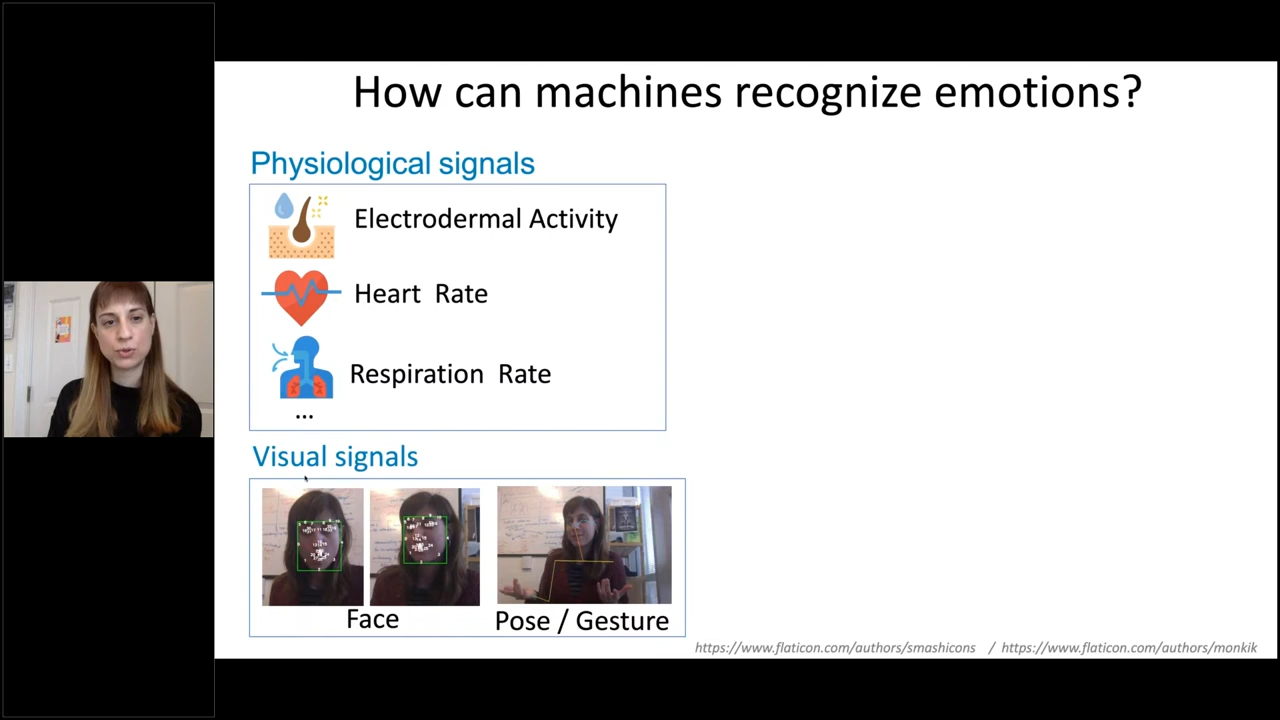 How can machines recognize emotions?
Physiological signals
Electrodermal Activity
Heart Rate
Respiration Rate
...
Visual signals
Face
Pose / Gesture
https://www.flaticon.com/authors/smashicons / https://www.flaticon.com/authors/monkik